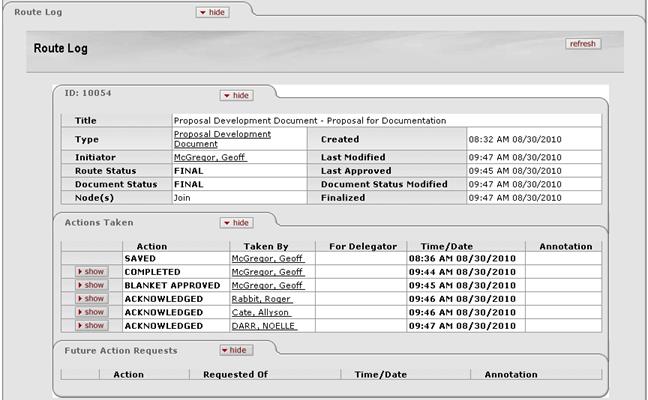 Route Log hide
Route Log refresh
ID: 10054 hide
Title Proposal Development Document - Proposal for Documentation
Type Proposal Development Document Created 08:32 AM 08/30/2010
Initiator McGregor, Geoff Last Modified 09:47 AM 08/30/2010
Route Status FINAL Last Approved 09:45 AM 08/30/2010
Document Status FINAL Document Status Modified 09:47 AM 08/30/2010
Node(s) Join Finalized 09:47 AM 08/30/2010
Actions Taken hide
Action Taken By For Delegator Time/Date Annotation
SAVED McGregor, Geoff 08:36 AM 08/30/2010
show COMPLETED McGregor, Geoff 09:44 AM 08/30/2010
show BLANKET APPROVED McGregor, Geoff 09:45 AM 08/30/2010
show ACKNOWLEDGED Rabbit, Roger 09:46 AM 08/30/2010
show ACKNOWLEDGED Cate, Allyson 09:46 AM 08/30/2010
show ACKNOWLEDGED DARR, NOELLE 09:47 AM 08/30/2010
Future Action Requests hide
Action Requested Of Time/Date Annotation